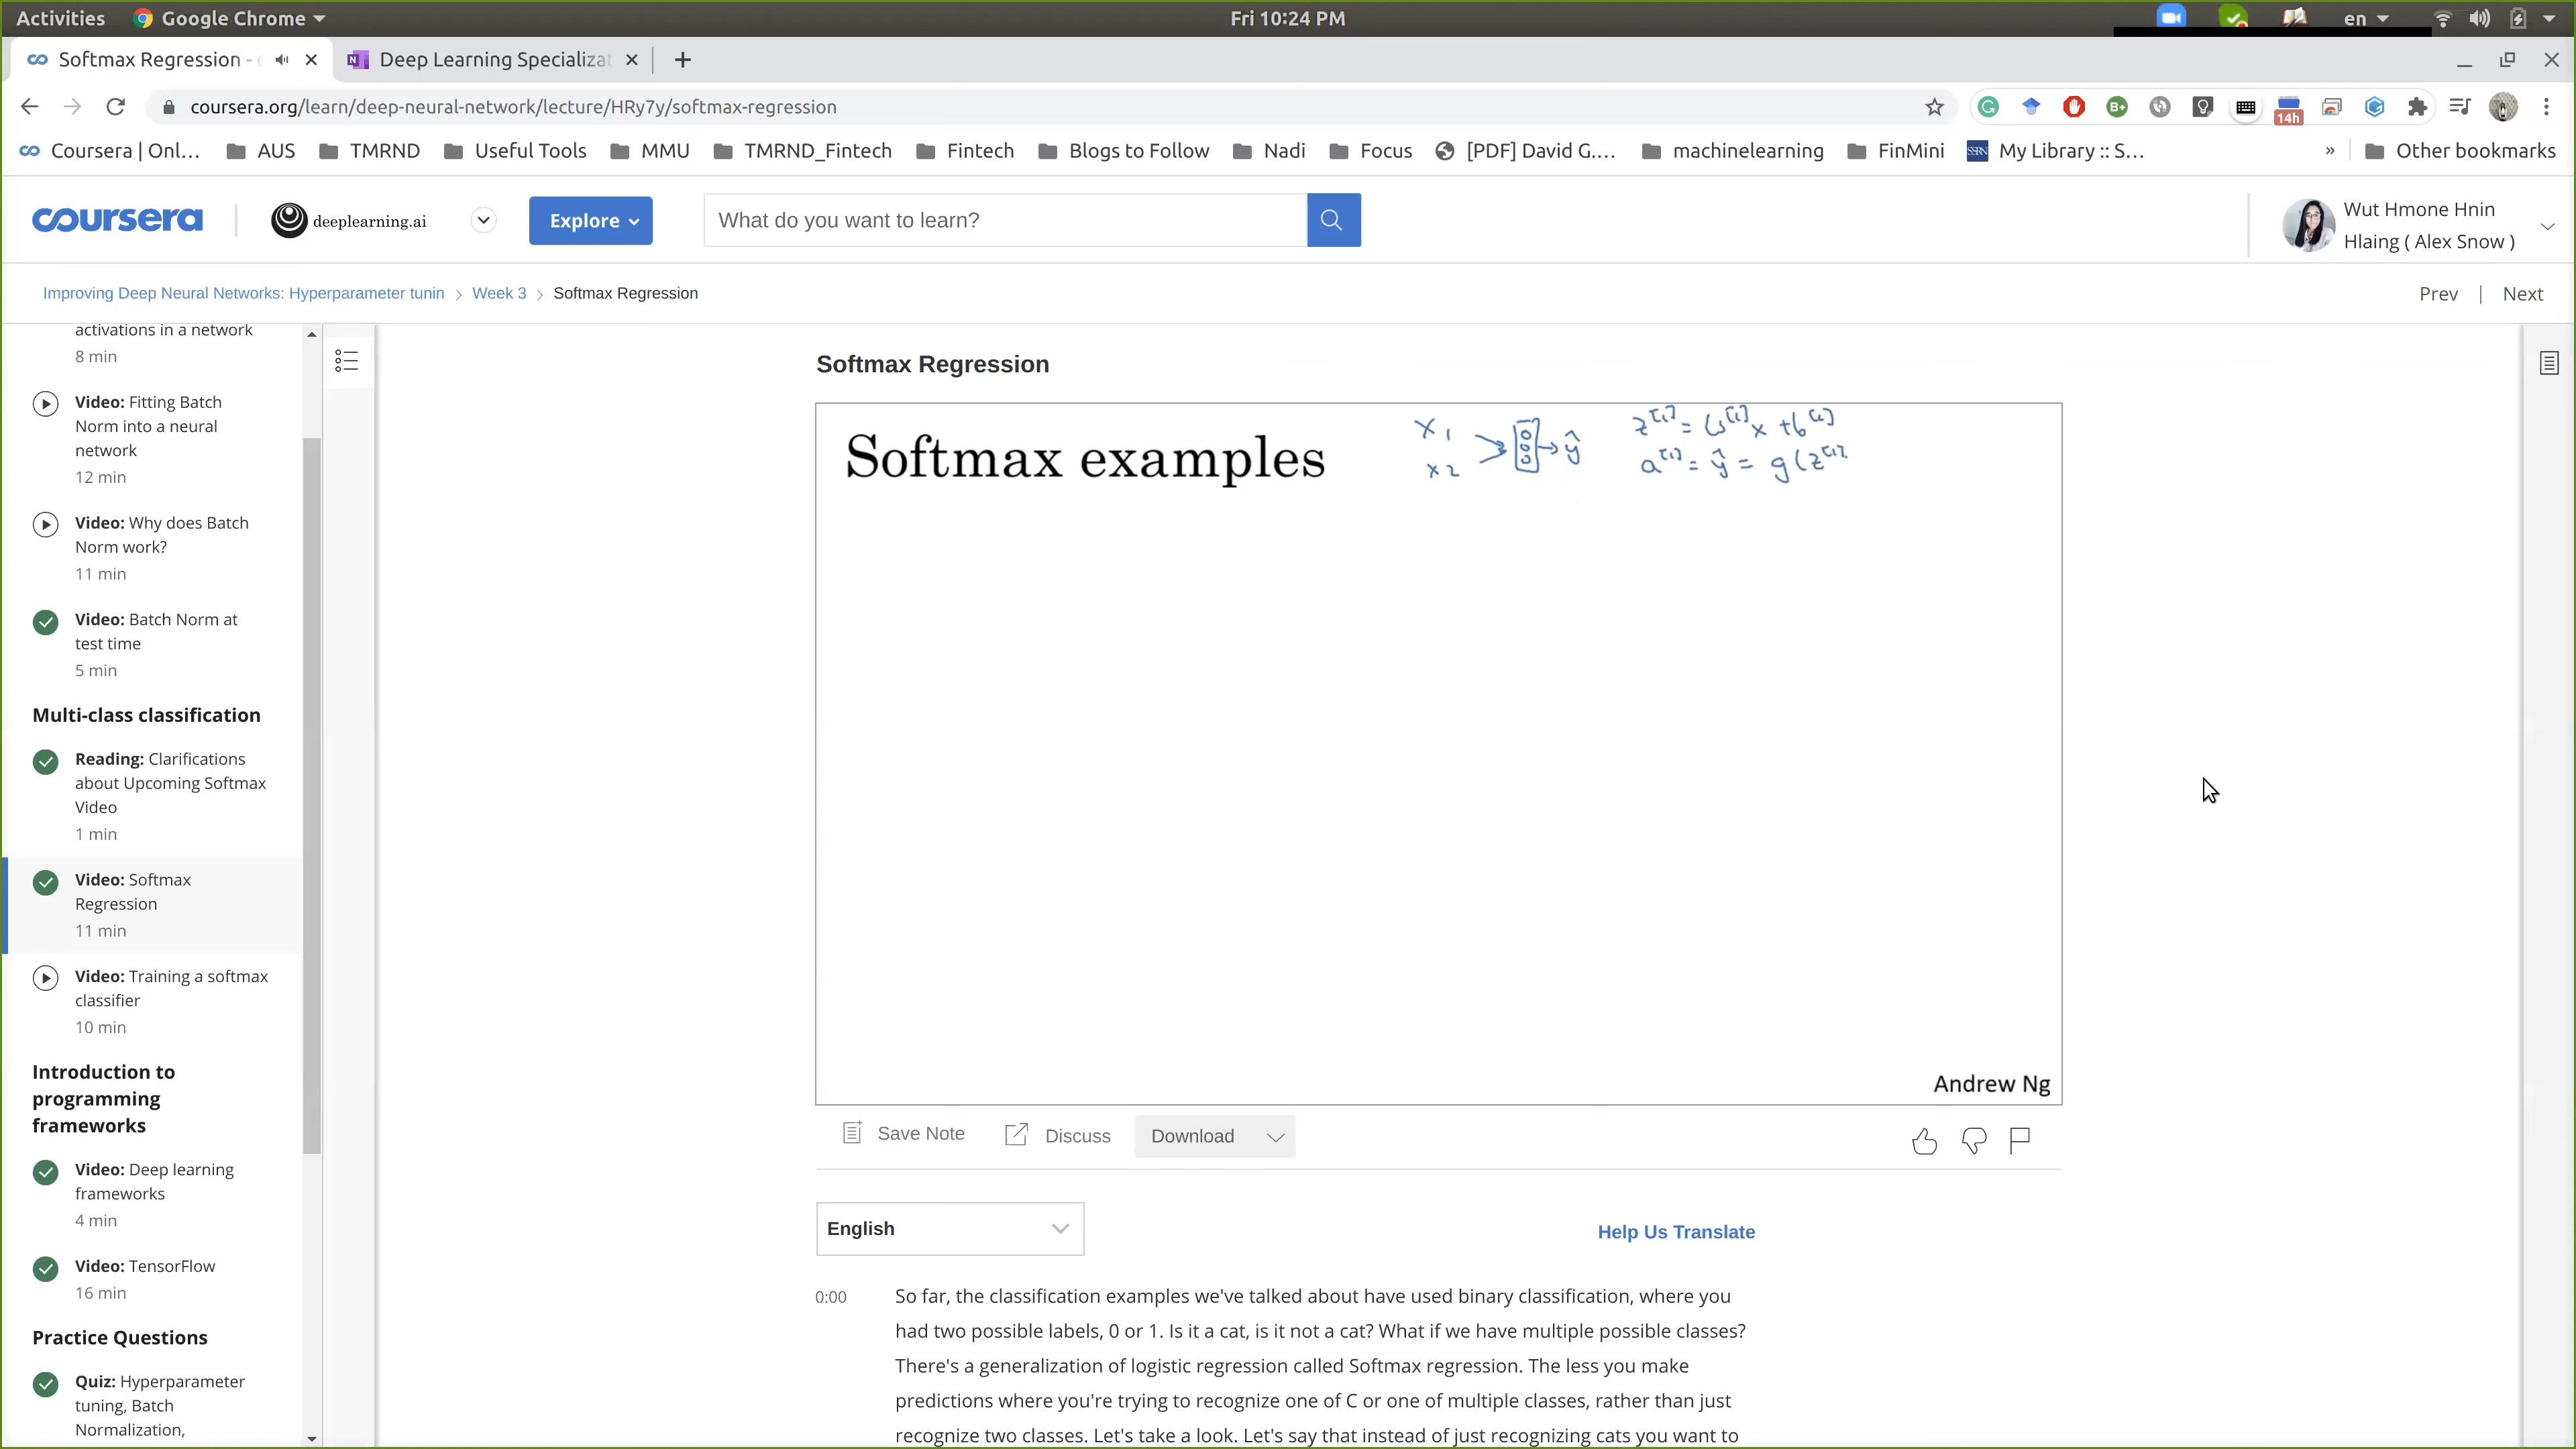 Activities
Google Chrome
Fri 10:24 PM
en
Softmax Regression -
Deep Learning Specializat
coursera.org/learn/deep-neural-network/lecture/HRy7y/softmax-regression
14h
Coursera | Onl...
AUS
TMRND
Useful Tools
MMU
TMRND_Fintech
Fintech
Blogs to Follow
Nadi
Focus
[PDF] David G....
machinelearning
FinMini
SSRN
My Library :: S...
»
Other bookmarks
coursera
deeplearning.ai
Explore
What do you want to learn?
Wut Hmone Hnin
Hlaing ( Alex Snow )
Improving Deep Neural Networks: Hyperparameter tunin
Week 3
Softmax Regression
Prev | Next
activations in a network
8 min
Video: Fitting Batch
Norm into a neural
network
12 min
Video: Why does Batch
Norm work?
11 min
Video: Batch Norm at
test time
5 min
Multi-class classification
Reading: Clarifications
about Upcoming Softmax
Video
1 min
Video: Softmax
Regression
11 min
Video: Training a softmax
classifier
10 min
Introduction to
programming
frameworks
Video: Deep learning
frameworks
4 min
Video: TensorFlow
16 min
Practice Questions
Quiz: Hyperparameter
tuning, Batch
Normalization,
Softmax Regression
Softmax examples
x1
x2
ŷ
z[1] = W[1]x + b[1]
a[1] = ŷ = g(z[1]
Andrew Ng
Save Note
Discuss
Download
English
Help Us Translate
0:00
So far, the classification examples we've talked about have used binary classification, where you
had two possible labels, 0 or 1. Is it a cat, is it not a cat? What if we have multiple possible classes?
There's a generalization of logistic regression called Softmax regression. The less you make
predictions where you're trying to recognize one of C or one of multiple classes, rather than just
recognize two classes. Let's take a look. Let's say that instead of just recognizing cats you want to